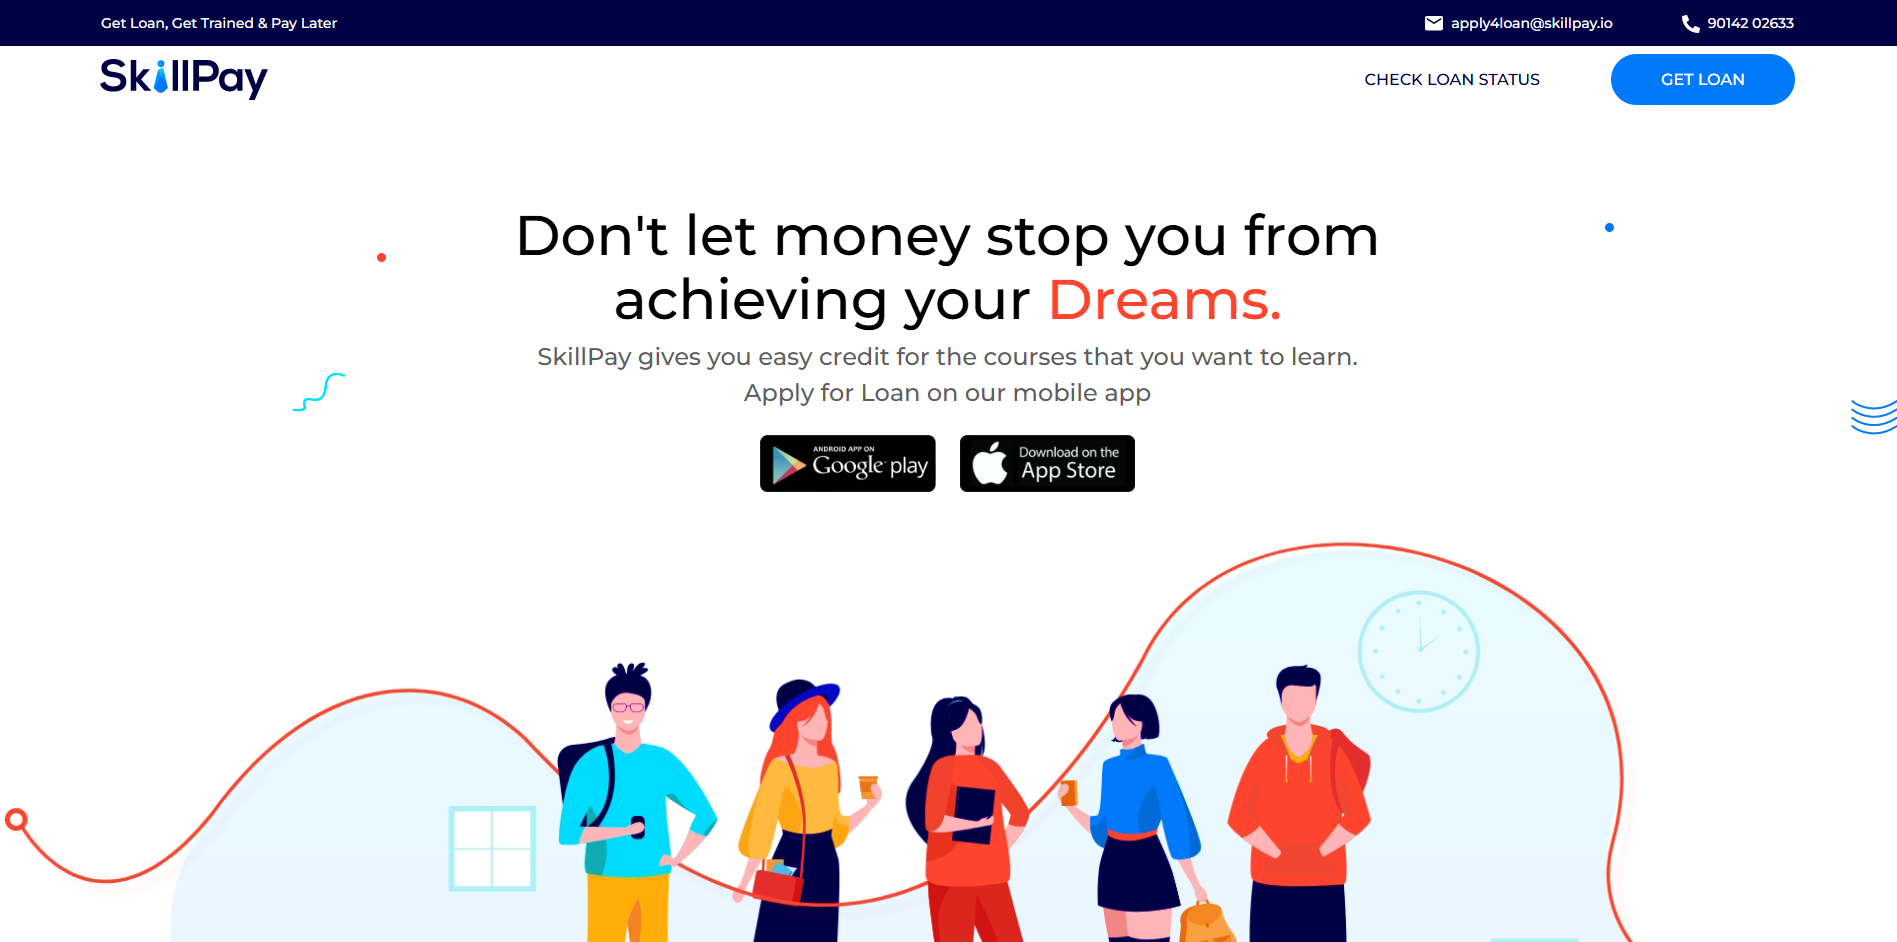 Get Loan, Get Trained & Pay Later
apply4loan@skillpay.io
90142 02633
SkillPay
CHECK LOAN STATUS
GET LOAN
Don't let money stop you from
achieving your Dreams.
SkillPay gives you easy credit for the courses that you want to learn.
Apply for Loan on our mobile app
ANDROID APP ON
Google play
Download on the
App Store